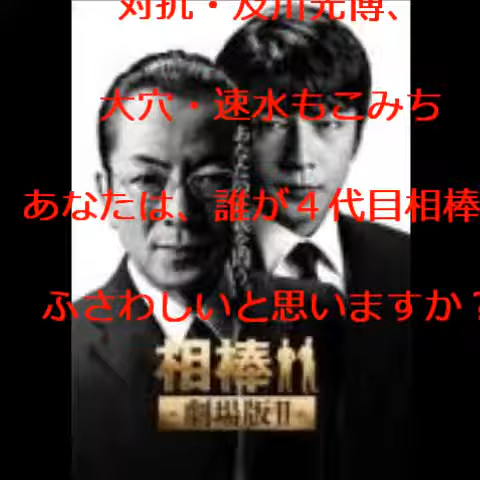 対抗・及川光博、
大穴・速水もこみち
あなたは、誰が４代目相棒
ふさわしいと思いますか？
相棒
-劇場版II-